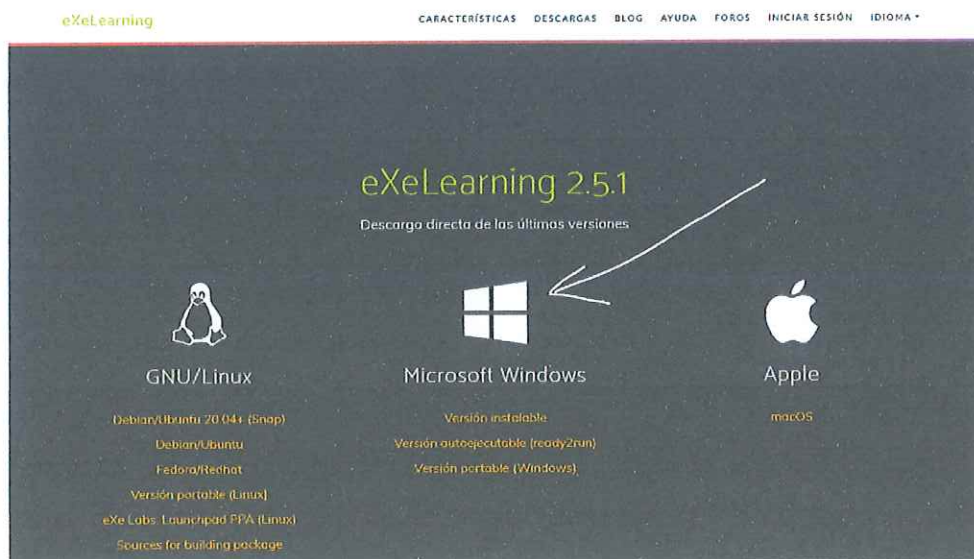 eXeLearning
CARACTERÍSTICAS DESCARGAS BLOG AYUDA FOROS INICIAR SESIÓN IDIOMA
eXeLearning 2.5.1
Descarga directa de las últimas versiones
GNU/Linux
Debian/Ubuntu 20.04+ (Snap)
Debian/Ubuntu
Fedora/Redhat
Versión portable (Linux)
eXe Labs. Launchpad PPA (Linux)
Sources for building package
Microsoft Windows
Versión instalable
Versión autoejecutable (ready2run)
Versión portable (Windows)
Apple
macOS